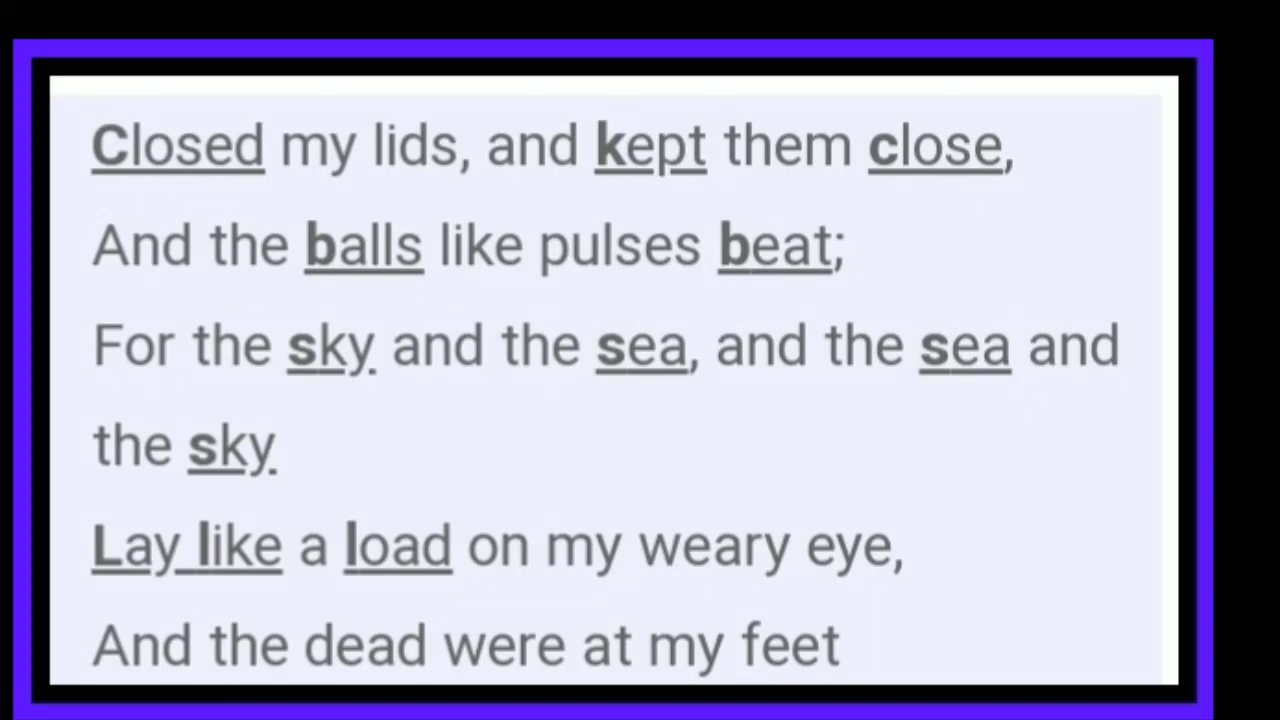 Closed my lids, and kept them close,
And the balls like pulses beat;
For the sky and the sea, and the sea and
the sky
Lay like a load on my weary eye,
And the dead were at my feet